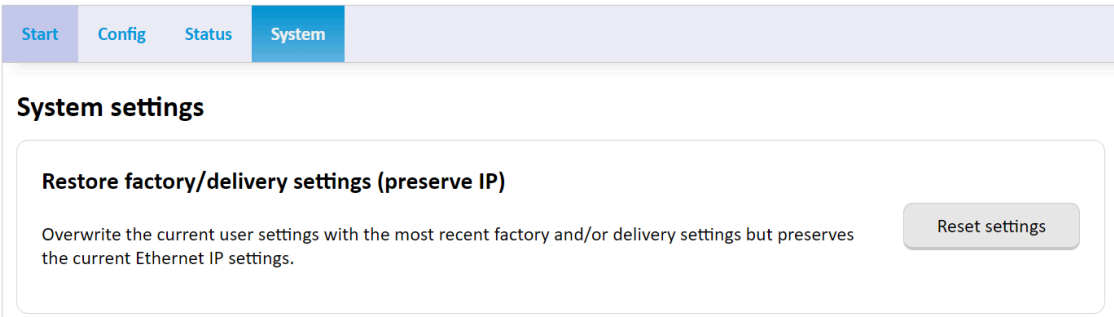 Start Config Status System
System settings
Restore factory/delivery settings (preserve IP)
Overwrite the current user settings with the most recent factory and/or delivery settings but preserves
the current Ethernet IP settings.
Reset settings